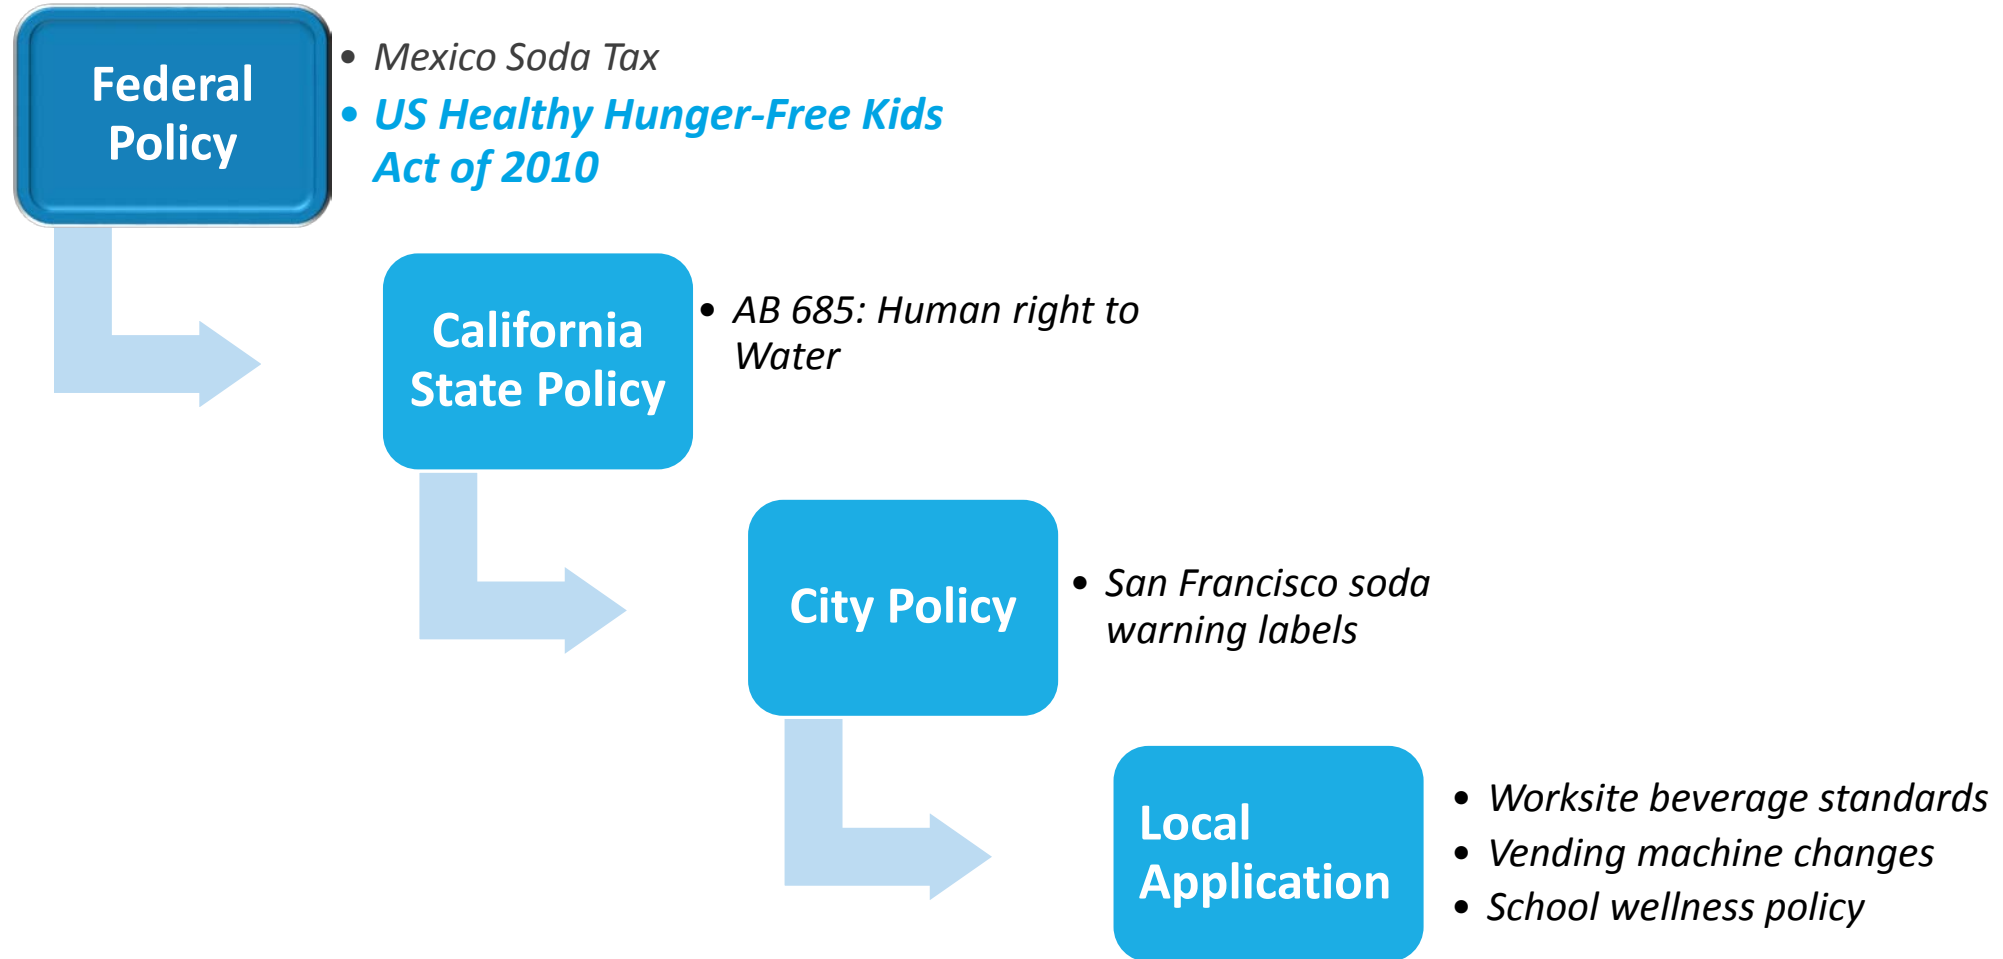 Federal
Policy
• Mexico Soda Tax
• US Healthy Hunger-Free Kids
Act of 2010
California
State Policy
• AB 685: Human right to
Water
City Policy
• San Francisco soda
warning labels
Local
Application
• Worksite beverage standards
• Vending machine changes
• School wellness policy